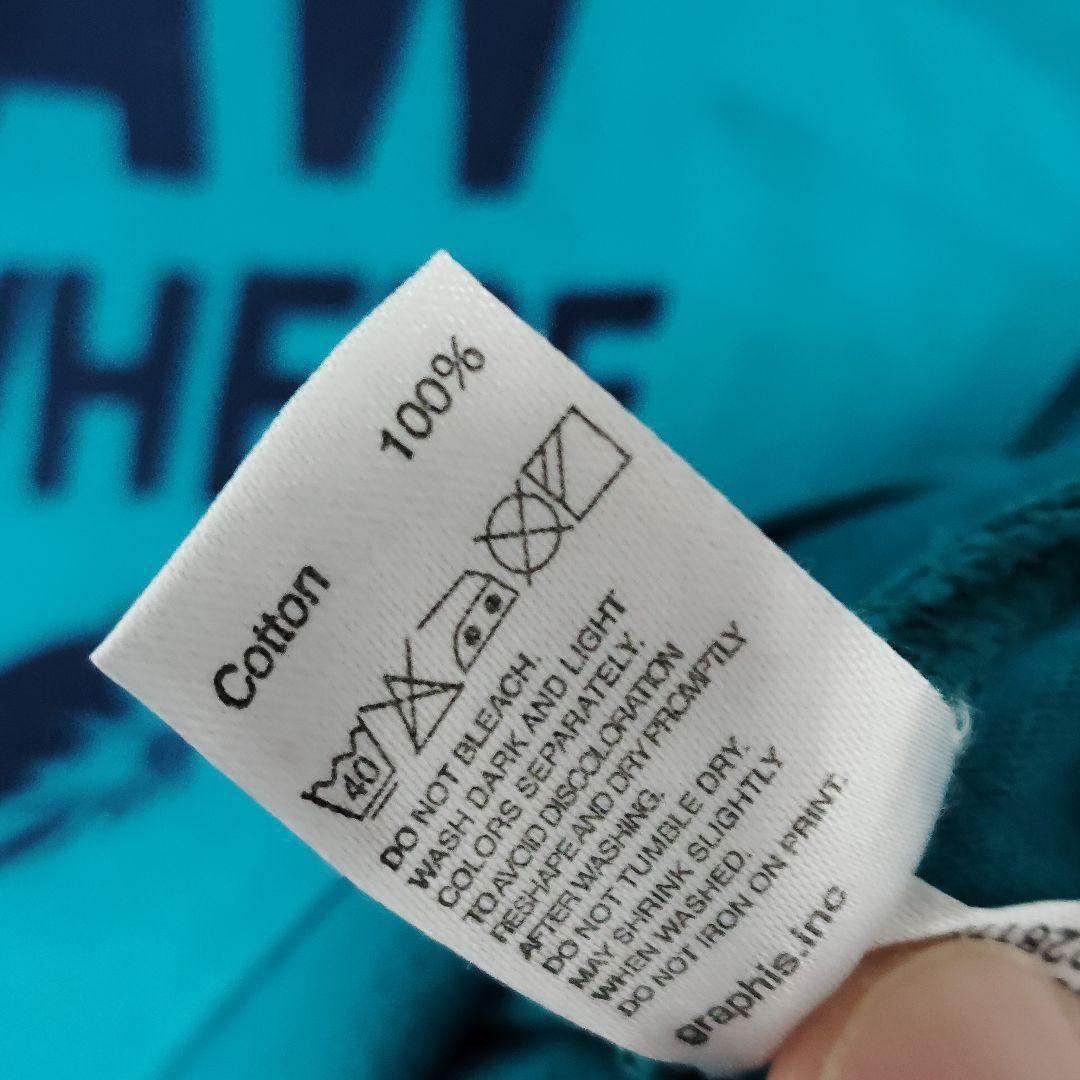 AW
Cotton 100%
40
DO NOT BLEACH.
WASH DARK AND LIGHT
COLORS SEPARATELY.
TO AVOID DISCOLORATION
RESHAPE AND DRY PROMPTLY
AFTER WASHING.
DO NOT TUMBLE DRY.
MAY SHRINK SLIGHTLY
WHEN WASHED.
DO NOT IRON ON PRINT.
graphis.inc